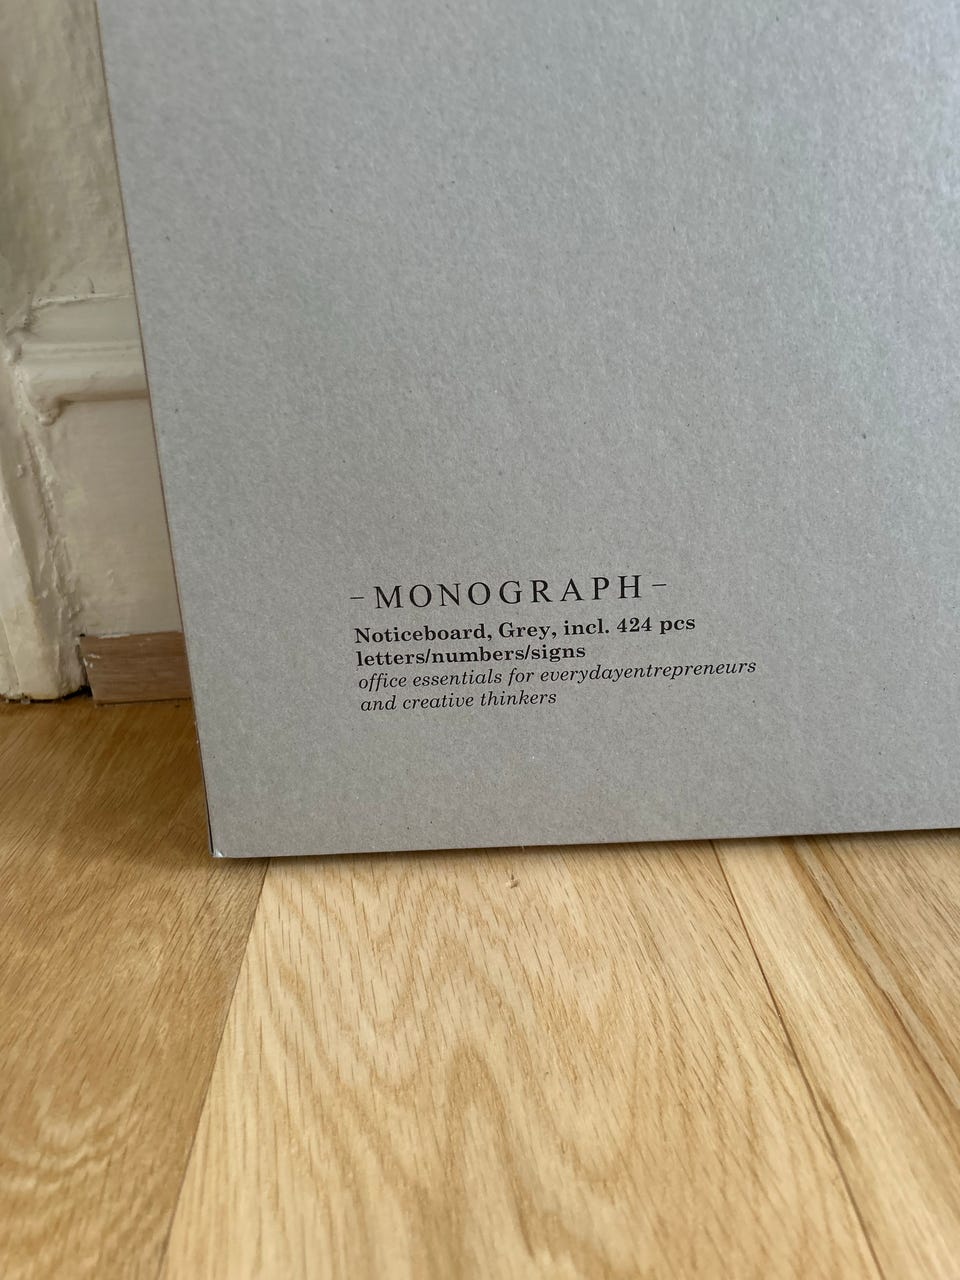 – MONOGRAPH –
Noticeboard, Grey, incl. 424 pcs
letters/numbers/signs
office essentials for everydayentrepreneurs
and creative thinkers